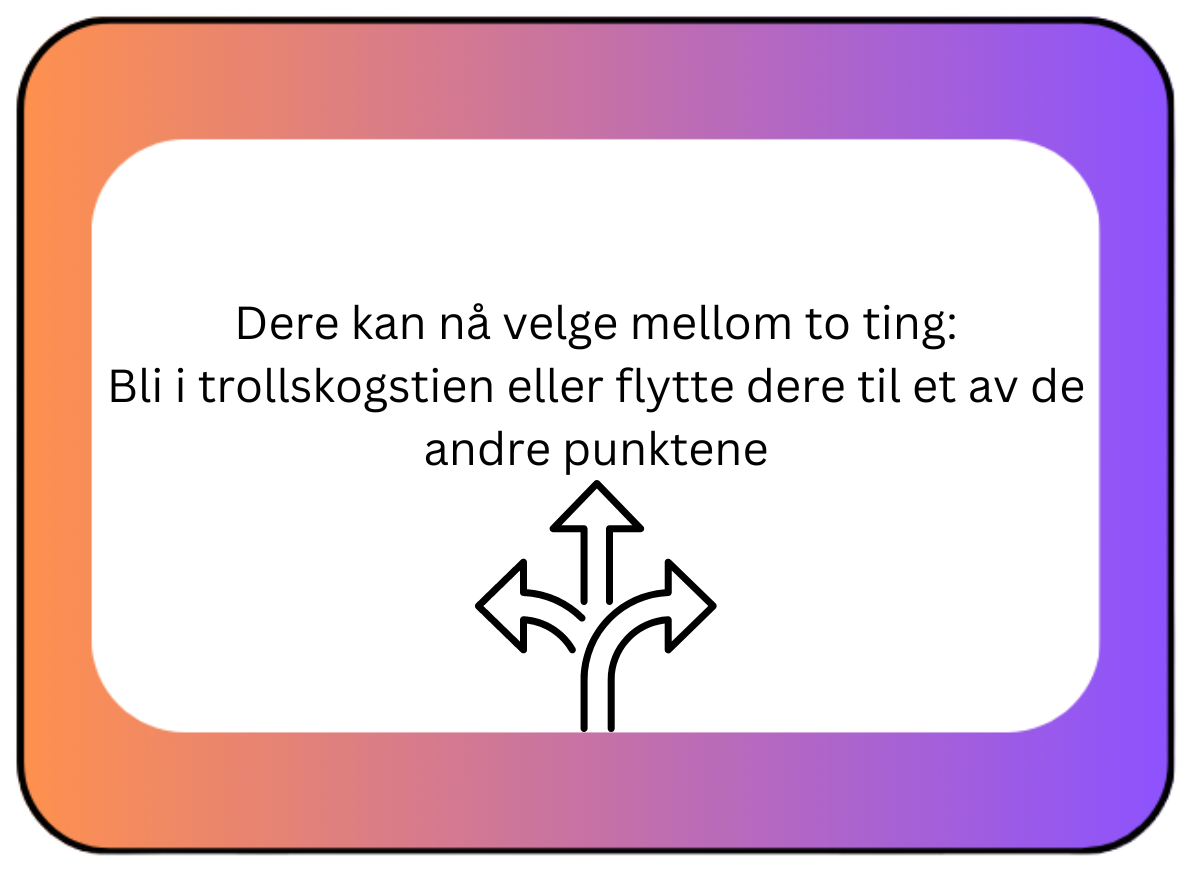 Dere kan nå velge mellom to ting:
Bli i trollskogstien eller flytte dere til et av de
andre punktene